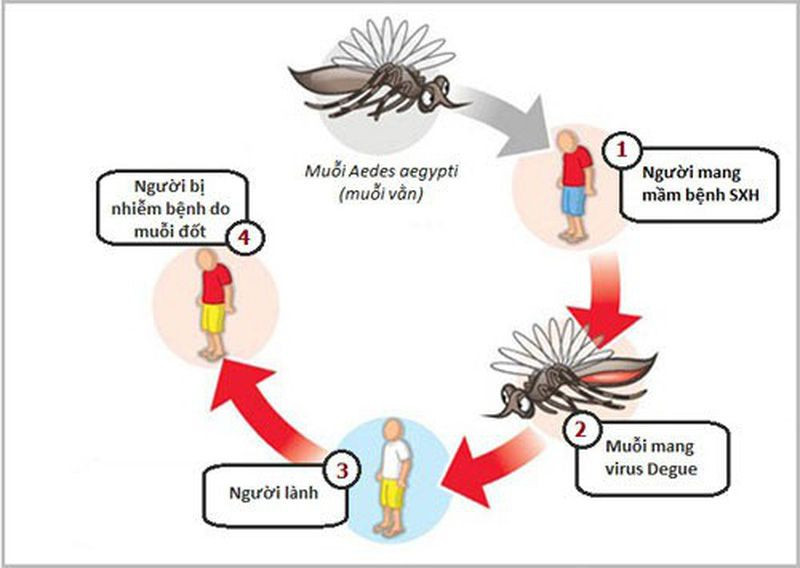 Muỗi Aedes aegypti
(muỗi vằn)
1
Người mang
mầm bệnh SXH
2
Muỗi mang
virus Degue
3
Người lành
4
Người bị
nhiễm bệnh do
muỗi đốt